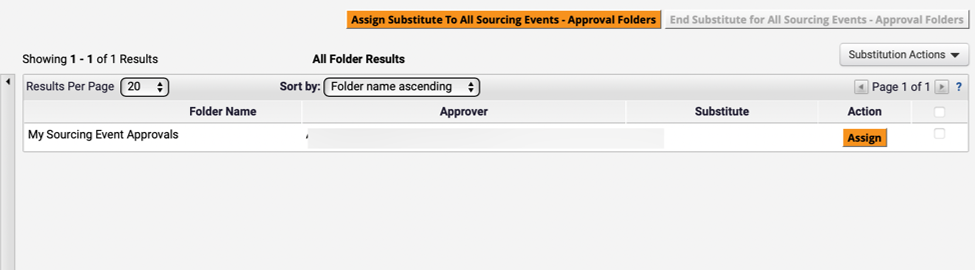 Assign Substitute To All Sourcing Events - Approval Folders End Substitute for All Sourcing Events - Approval Folders
Showing 1 - 1 of 1 Results All Folder Results Substitution Actions
Results Per Page 20 Sort by: Folder name ascending Page 1 of 1 ?
Folder Name Approver Substitute Action
My Sourcing Event Approvals Assign